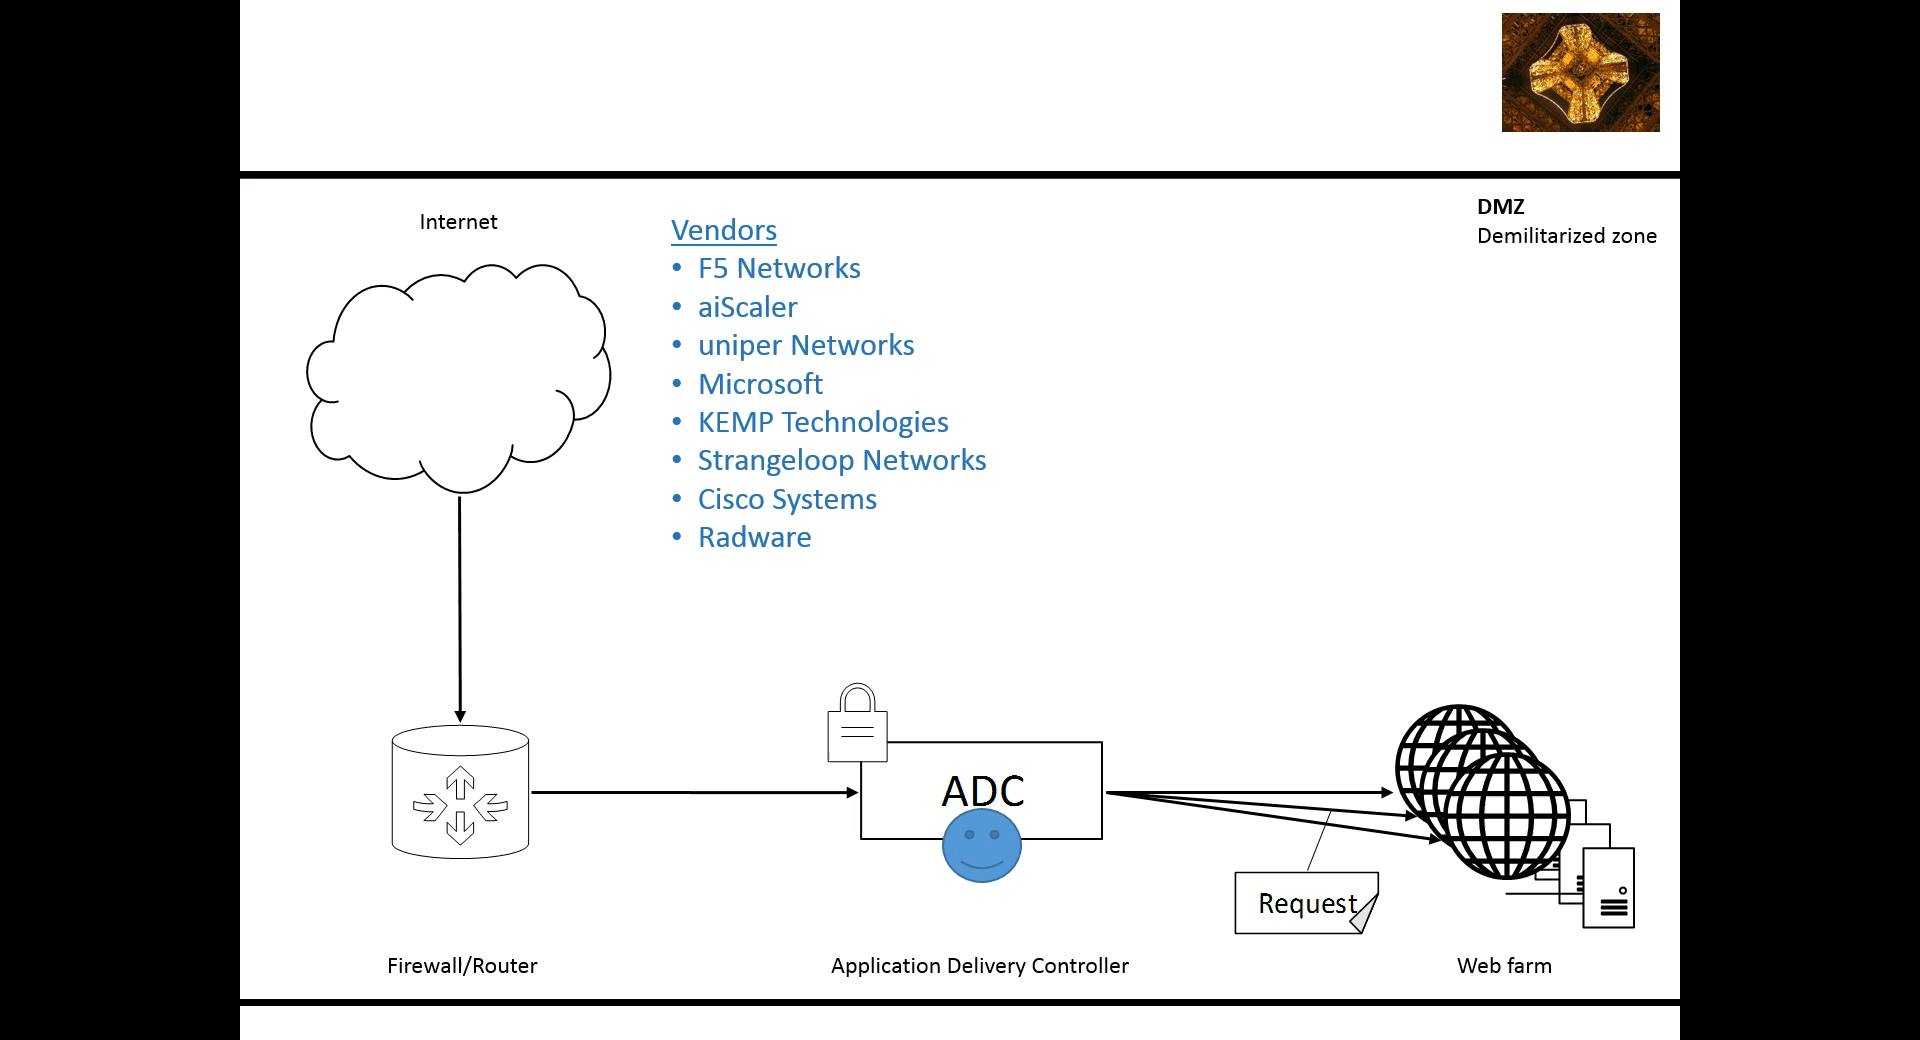 Internet
Vendors
• F5 Networks
• aiScaler
• uniper Networks
• Microsoft
• KEMP Technologies
• Strangeloop Networks
• Cisco Systems
• Radware
DMZ
Demilitarized zone
ADC
Request
Firewall/Router
Application Delivery Controller
Web farm